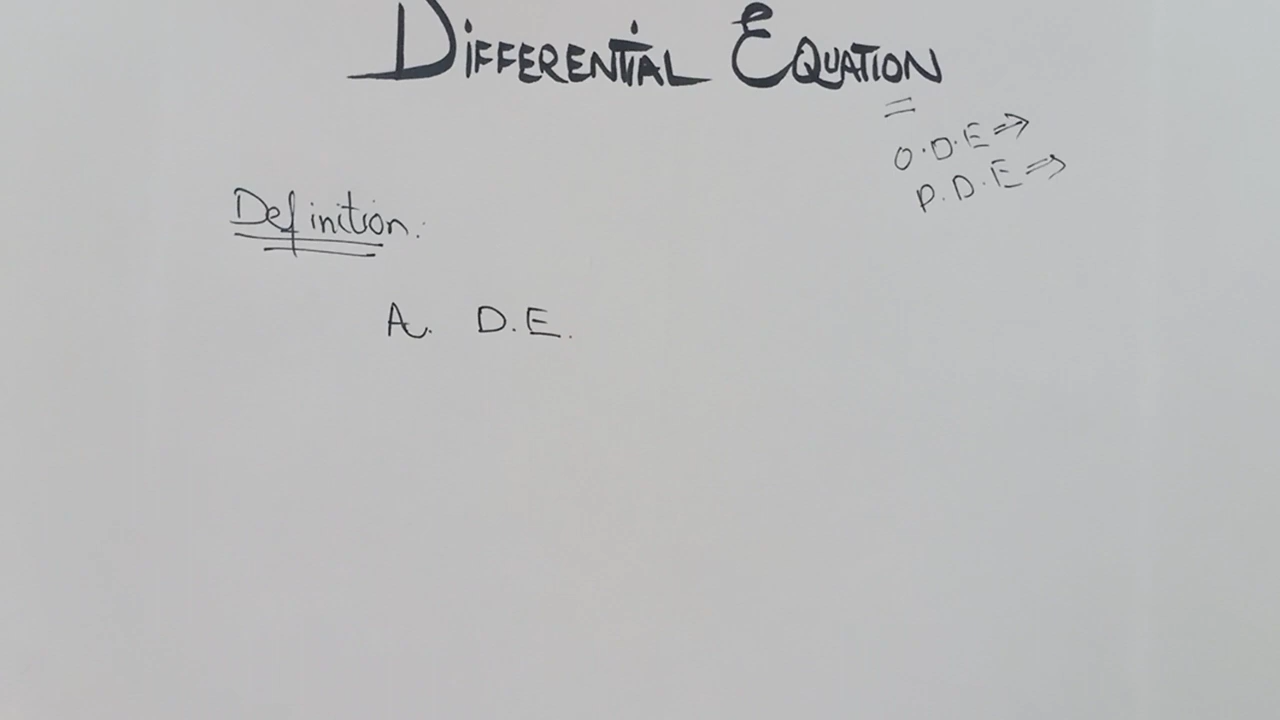 DIFFERENTIAL EQUATION
=
O.D.E ⇒
P.D.E ⇒
Definition:
A. D.E.